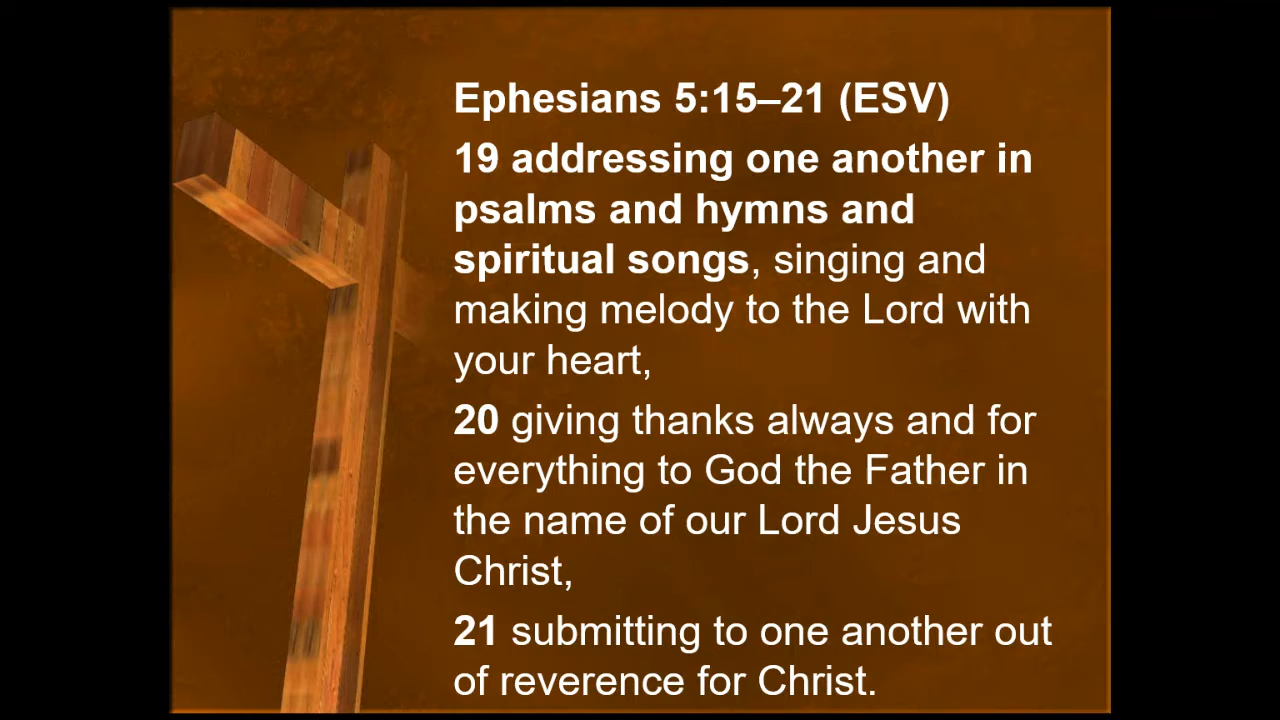 Ephesians 5:15–21 (ESV)
19 addressing one another in
psalms and hymns and
spiritual songs, singing and
making melody to the Lord with
your heart,
20 giving thanks always and for
everything to God the Father in
the name of our Lord Jesus
Christ,
21 submitting to one another out
of reverence for Christ.